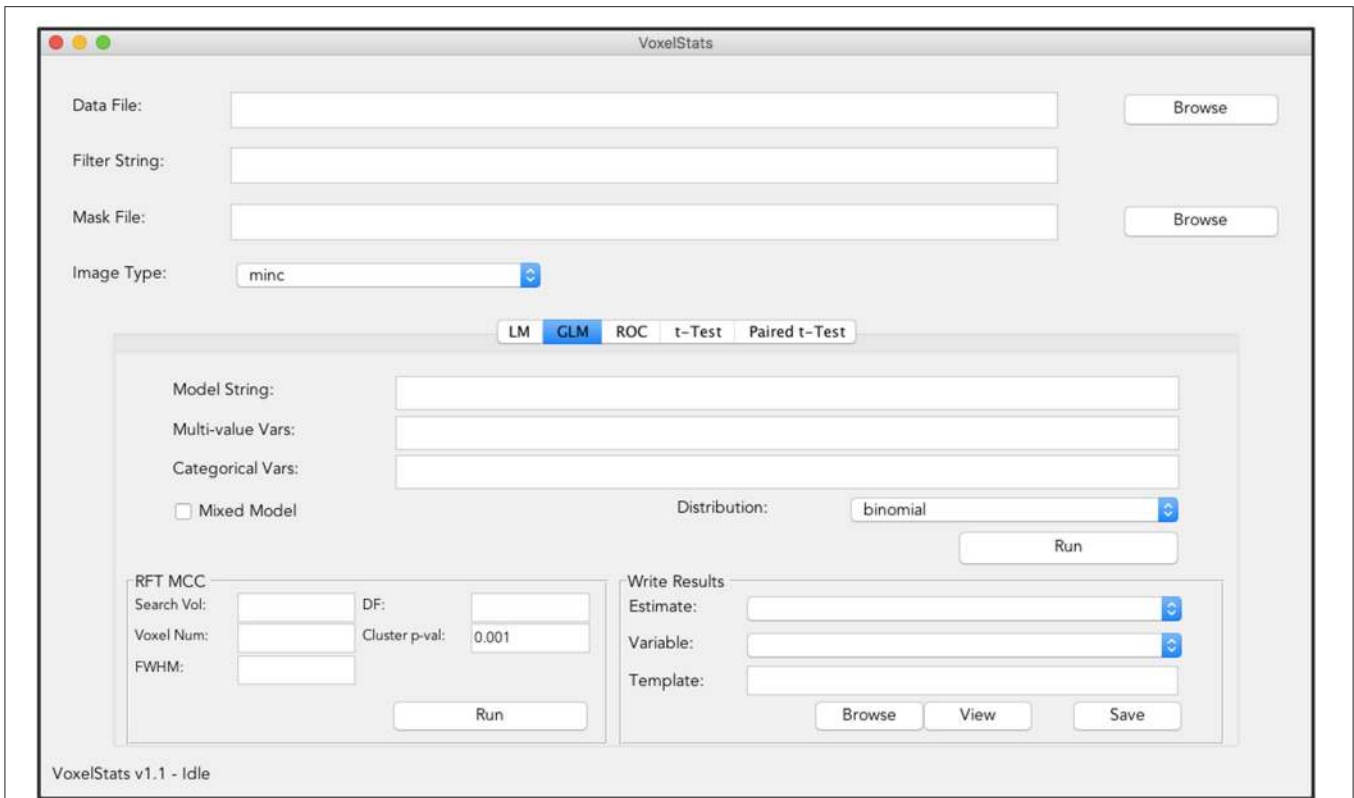 VoxelStats
Data File: Browse
Filter String:
Mask File: Browse
Image Type: minc
LM GLM ROC t-Test Paired t-Test
Model String:
Multi-value Vars:
Categorical Vars:
Mixed Model Distribution: binomial
Run
RFT MCC
Search Vol: DF:
Voxel Num: Cluster p-val: 0.001
FWHM:
Run
Write Results
Estimate:
Variable:
Template:
Browse View Save
VoxelStats v1.1 - Idle